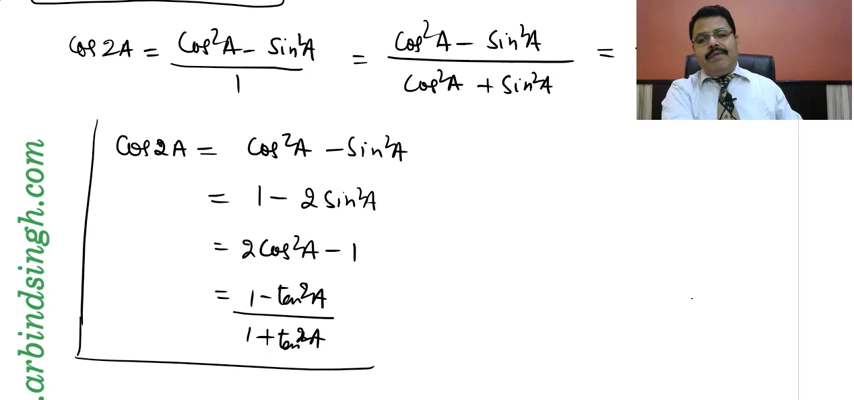 Cos 2A = Cos²A - Sin²A / 1 = Cos²A - Sin²A / Cos²A + Sin²A =
Cos 2A = Cos²A - Sin²A
= 1 - 2 Sin²A
= 2 Cos²A - 1
= 1 - tan²A / 1 + tan²A
.arbindsingh.com